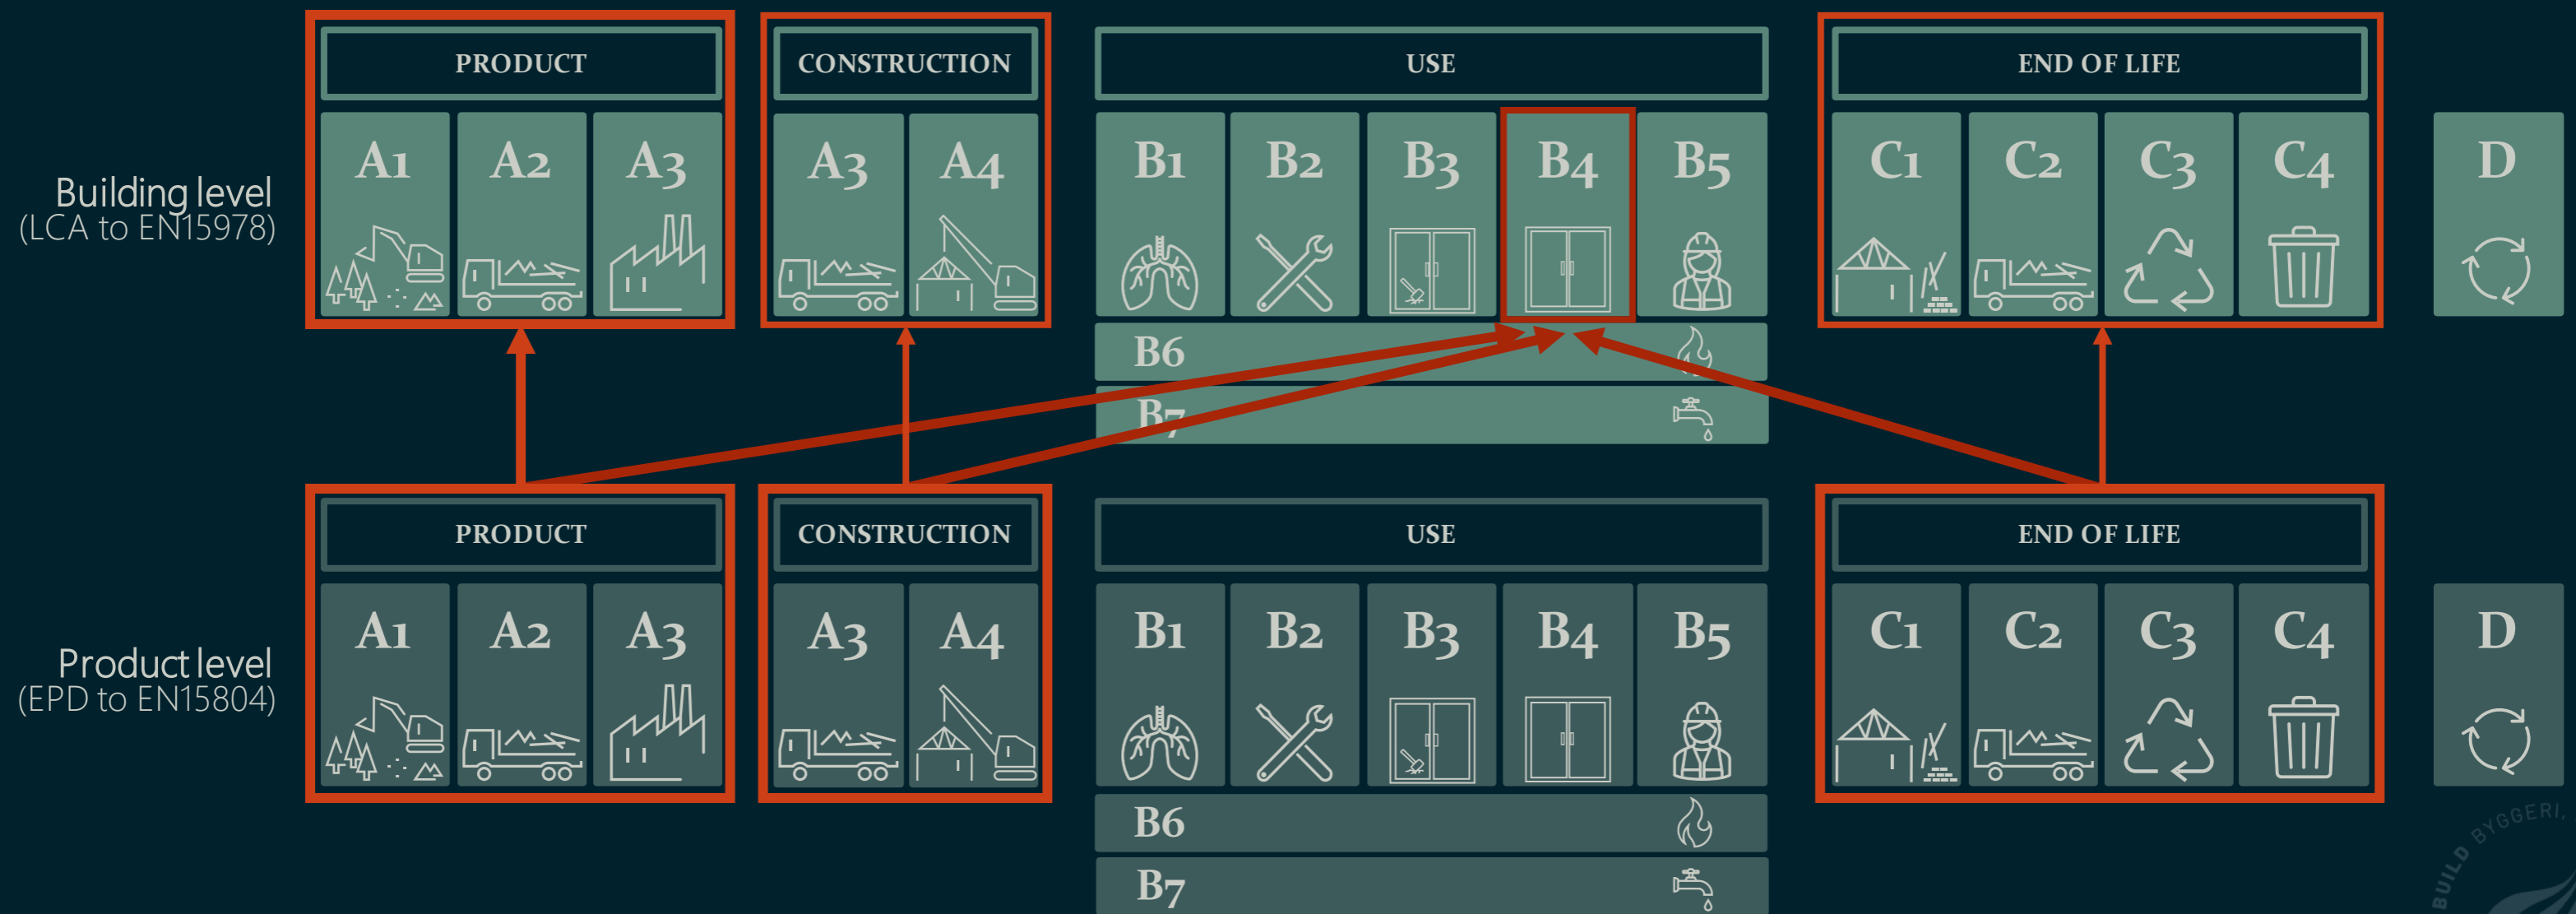 PRODUCT
CONSTRUCTION
USE
END OF LIFE
Building level
(LCA to EN15978)
A1
A2
A3
A3
A4
B1
B2
B3
B4
B5
C1
C2
C3
C4
D
B6
B7
PRODUCT
CONSTRUCTION
USE
END OF LIFE
Product level
(EPD to EN15804)
A1
A2
A3
A3
A4
B1
B2
B3
B4
B5
C1
C2
C3
C4
D
B6
B7
BUILD BYGGERI,